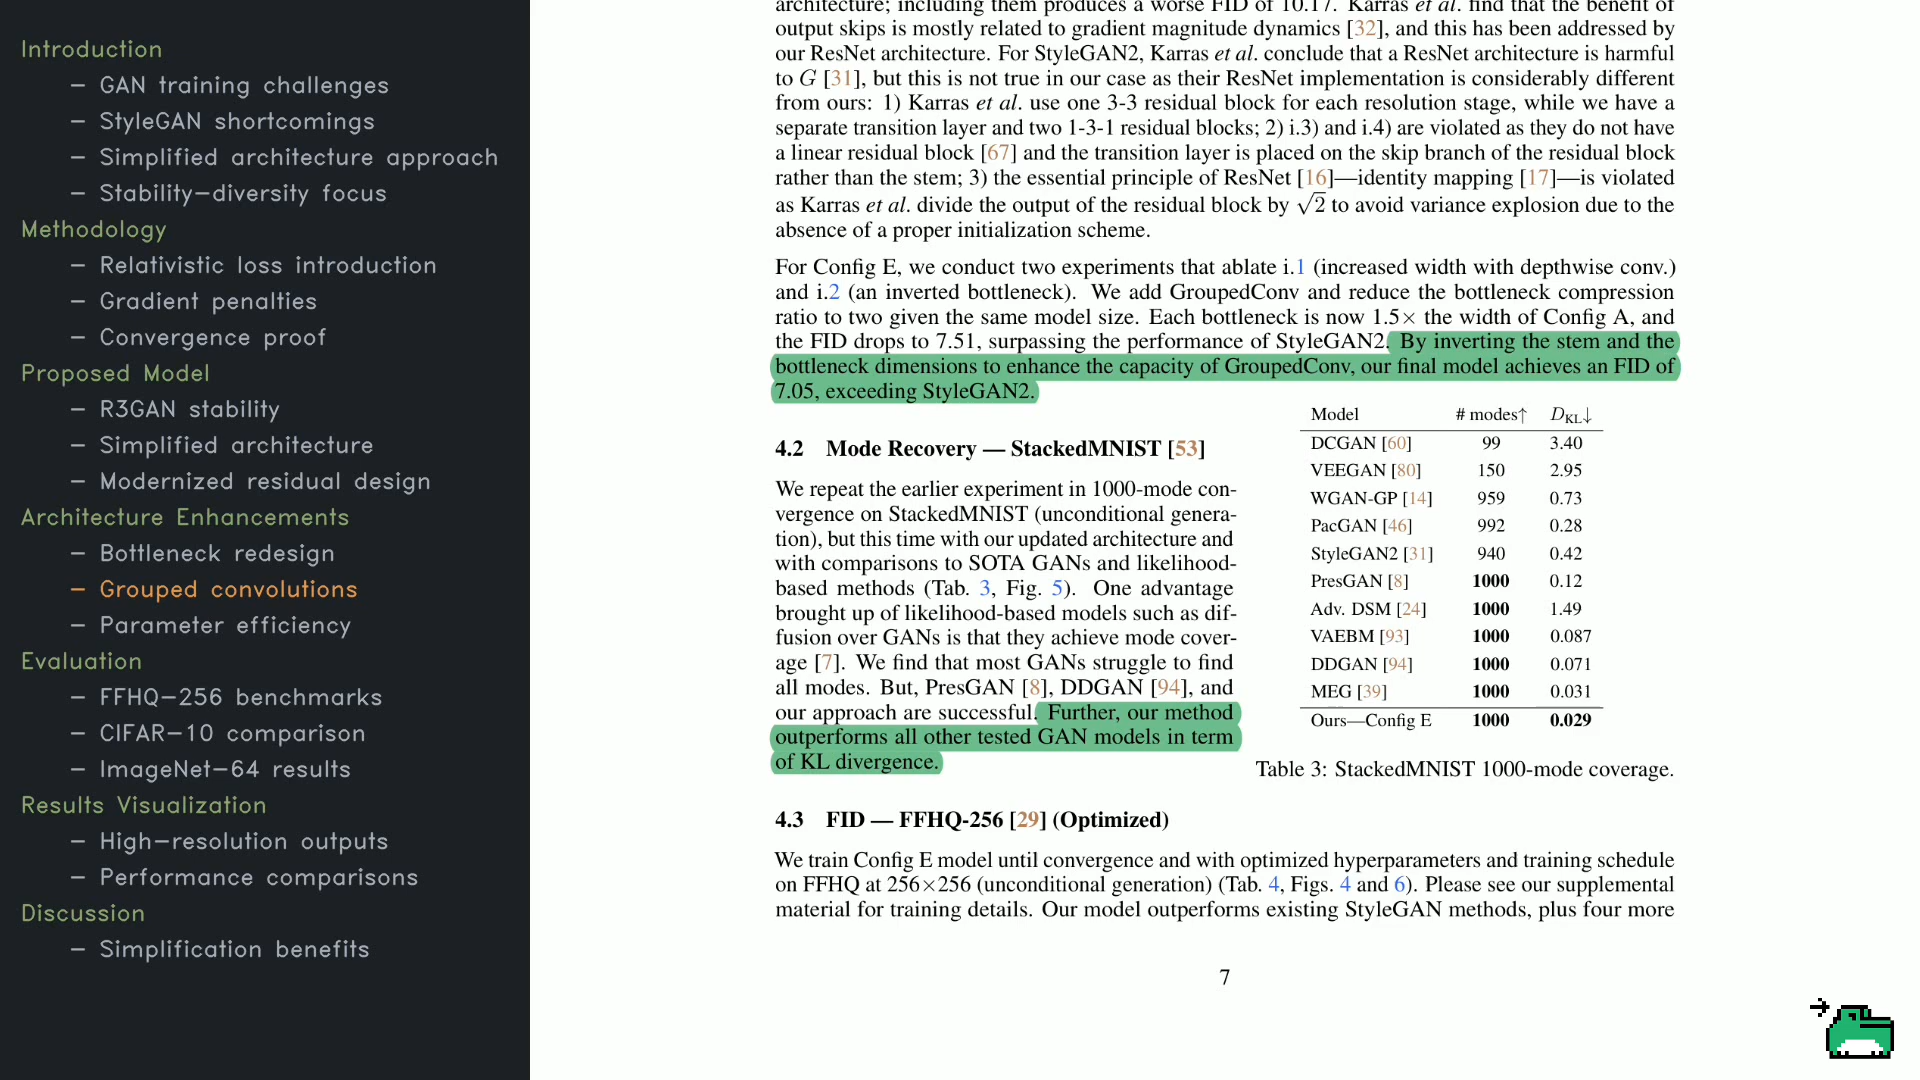 Introduction
– GAN training challenges
– StyleGAN shortcomings
– Simplified architecture approach
– Stability–diversity focus
Methodology
– Relativistic loss introduction
– Gradient penalties
– Convergence proof
Proposed Model
– R3GAN stability
– Simplified architecture
– Modernized residual design
Architecture Enhancements
– Bottleneck redesign
– Grouped convolutions
– Parameter efficiency
Evaluation
– FFHQ–256 benchmarks
– CIFAR–10 comparison
– ImageNet–64 results
Results Visualization
– High–resolution outputs
– Performance comparisons
Discussion
– Simplification benefits
architecture; including them produces a worse FID of 10.17. Karras et al. find that the benefit of
output skips is mostly related to gradient magnitude dynamics [32], and this has been addressed by
our ResNet architecture. For StyleGAN2, Karras et al. conclude that a ResNet architecture is harmful
to G [31], but this is not true in our case as their ResNet implementation is considerably different
from ours: 1) Karras et al. use one 3-3 residual block for each resolution stage, while we have a
separate transition layer and two 1-3-1 residual blocks; 2) i.3) and i.4) are violated as they do not have
a linear residual block [67] and the transition layer is placed on the skip branch of the residual block
rather than the stem; 3) the essential principle of ResNet [16]—identity mapping [17]—is violated
as Karras et al. divide the output of the residual block by √2 to avoid variance explosion due to the
absence of a proper initialization scheme.
For Config E, we conduct two experiments that ablate i.1 (increased width with depthwise conv.)
and i.2 (an inverted bottleneck). We add GroupedConv and reduce the bottleneck compression
ratio to two given the same model size. Each bottleneck is now 1.5× the width of Config A, and
the FID drops to 7.51, surpassing the performance of StyleGAN2. By inverting the stem and the
bottleneck dimensions to enhance the capacity of GroupedConv, our final model achieves an FID of
7.05, exceeding StyleGAN2.
4.2 Mode Recovery — StackedMNIST [53]
We repeat the earlier experiment in 1000-mode con-
vergence on StackedMNIST (unconditional genera-
tion), but this time with our updated architecture and
with comparisons to SOTA GANs and likelihood-
based methods (Tab. 3, Fig. 5). One advantage
brought up of likelihood-based models such as dif-
fusion over GANs is that they achieve mode cover-
age [7]. We find that most GANs struggle to find
all modes. But, PresGAN [8], DDGAN [94], and
our approach are successful. Further, our method
outperforms all other tested GAN models in term
of KL divergence.
Model # modes↑ D_KL↓
DCGAN [60] 99 3.40
VEEGAN [80] 150 2.95
WGAN-GP [14] 959 0.73
PacGAN [46] 992 0.28
StyleGAN2 [31] 940 0.42
PresGAN [8] 1000 0.12
Adv. DSM [24] 1000 1.49
VAEBM [93] 1000 0.087
DDGAN [94] 1000 0.071
MEG [39] 1000 0.031
Ours—Config E 1000 0.029
Table 3: StackedMNIST 1000-mode coverage.
4.3 FID — FFHQ-256 [29] (Optimized)
We train Config E model until convergence and with optimized hyperparameters and training schedule
on FFHQ at 256×256 (unconditional generation) (Tab. 4, Figs. 4 and 6). Please see our supplemental
material for training details. Our model outperforms existing StyleGAN methods, plus four more
7